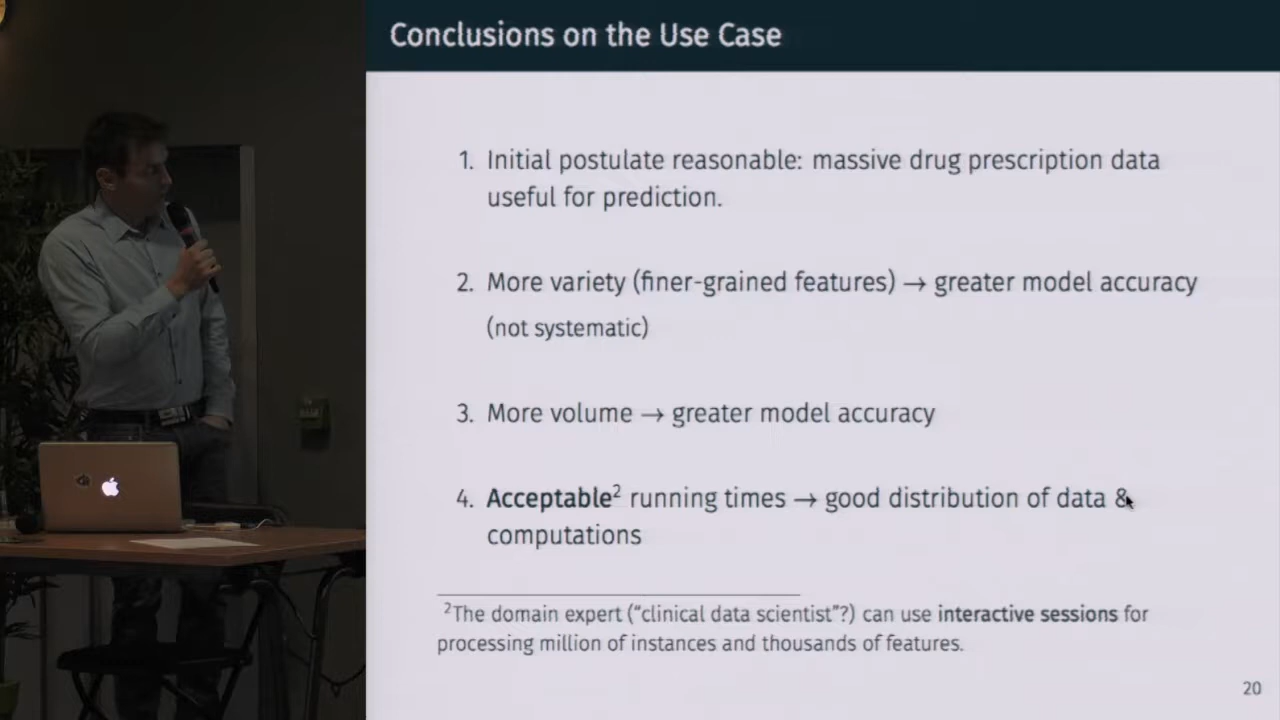 Conclusions on the Use Case
1. Initial postulate reasonable: massive drug prescription data
useful for prediction.
2. More variety (finer-grained features) → greater model accuracy
(not systematic)
3. More volume → greater model accuracy
4. Acceptable² running times → good distribution of data &
computations
²The domain expert (“clinical data scientist”?) can use interactive sessions for
processing million of instances and thousands of features.
20